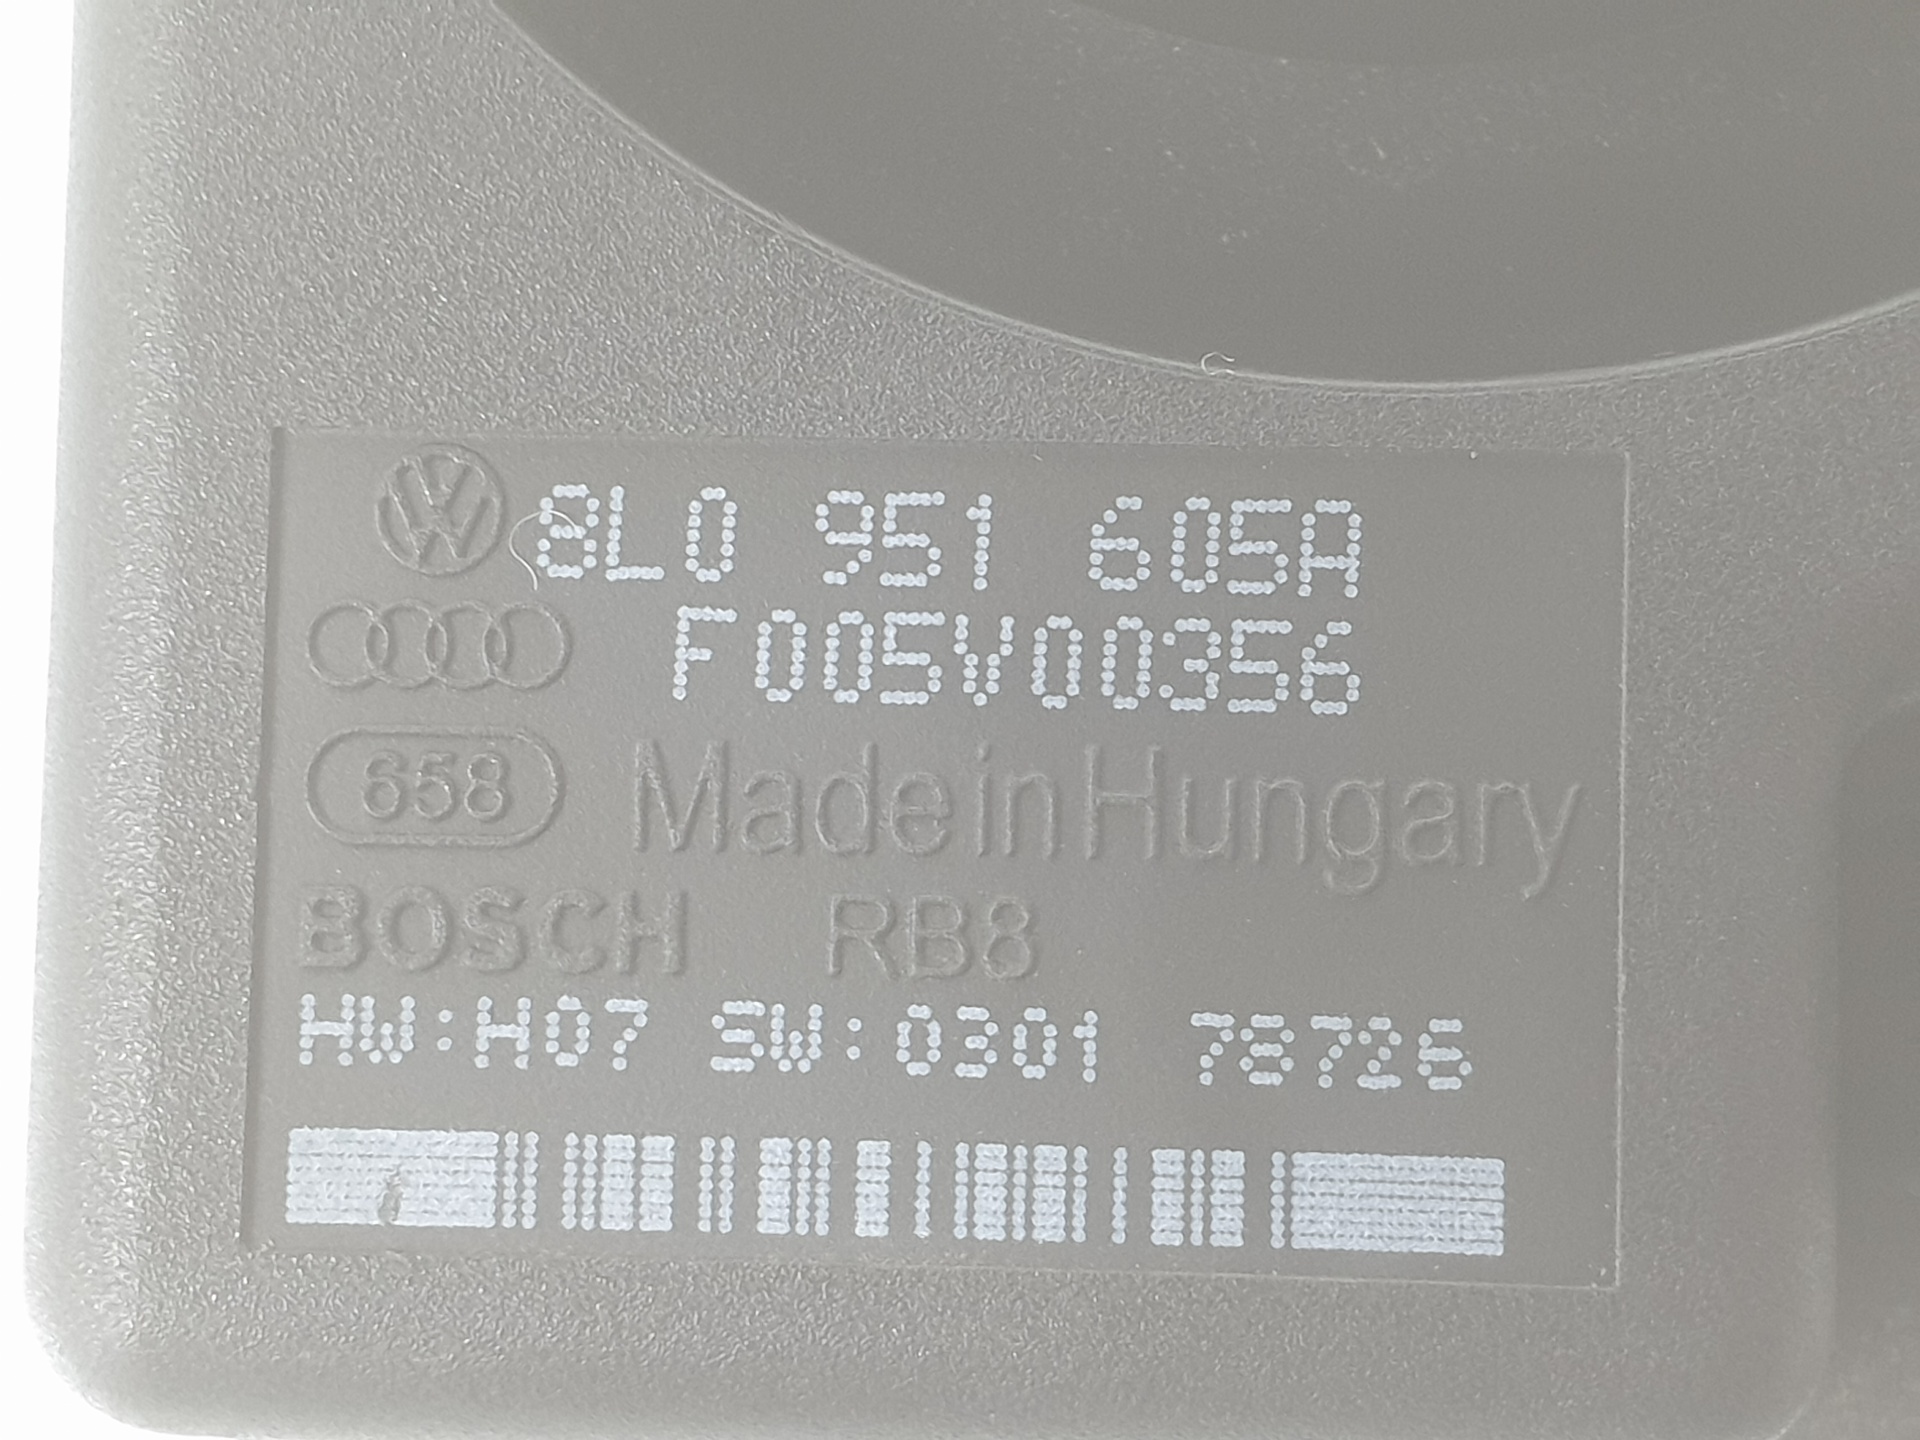 8L0 951 605A
F005V00356
658 Made in Hungary
BOSCH RB8
HW:H07 SW:0301 78726